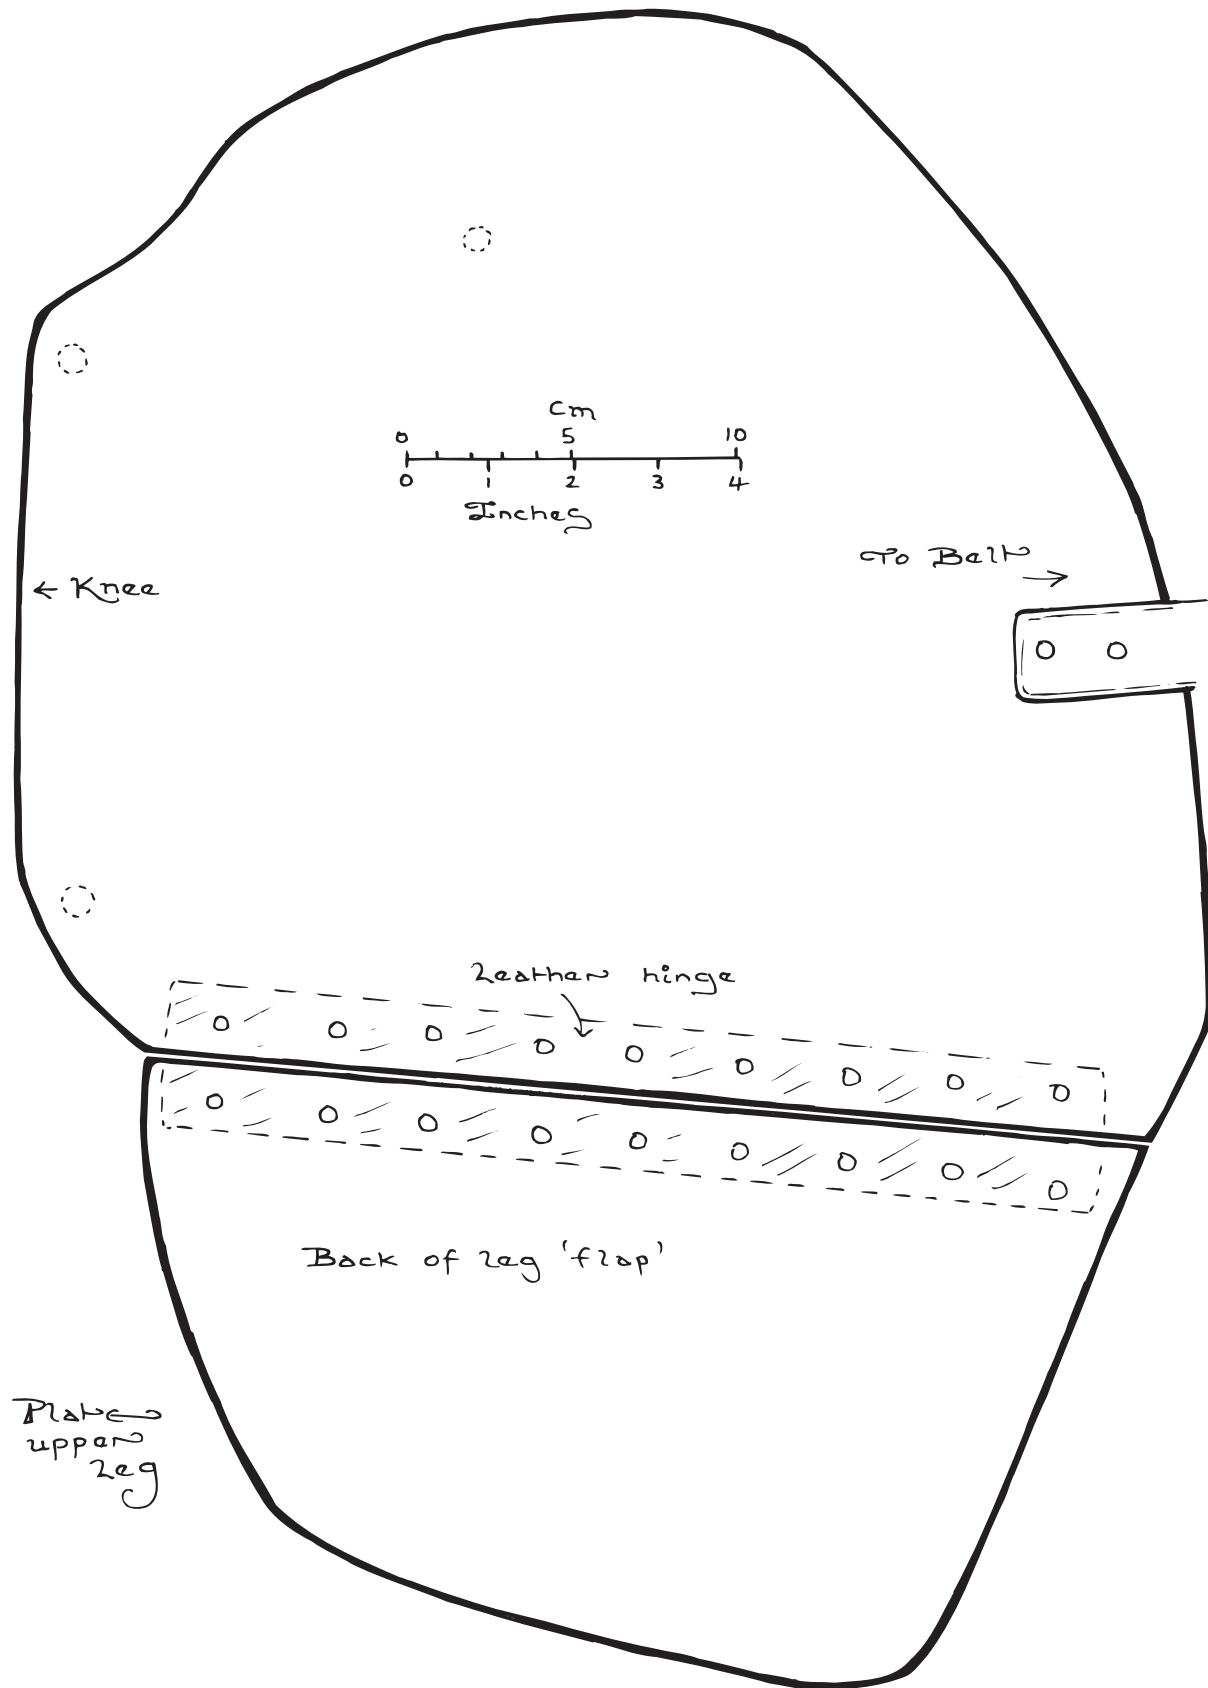 Cm
0 5 10
0 1 2 3 4
Inches
To Belt
← Knee →
Leather hinge
Back of leg 'flap'
Plate
upper
leg